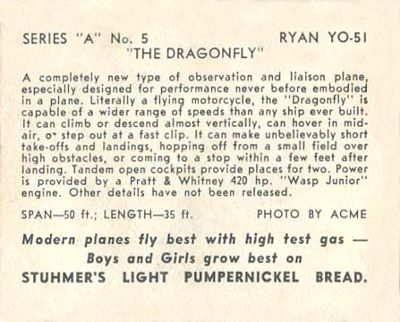 SERIES "A" No. 5 RYAN YO-51
"THE DRAGONFLY"
A completely new type of observation and liaison plane,
especially designed for performance never before embodied
in a plane. Literally a flying motorcycle, the "Dragonfly" is
capable of a wider range of speeds than any ship ever built.
It can climb or descend almost vertically, can hover in mid-
air, or step out at a fast clip. It can make unbelievably short
take-offs and landings, hopping off from a small field over
high obstacles, or coming to a stop within a few feet after
landing. Tandem open cockpits provide places for two. Power
is provided by a Pratt & Whitney 420 hp. "Wasp Junior"
engine. Other details have not been released.
SPAN—50 ft.; LENGTH—35 ft. PHOTO BY ACME
Modern planes fly best with high test gas —
Boys and Girls grow best on
STUHMER'S LIGHT PUMPERNICKEL BREAD.